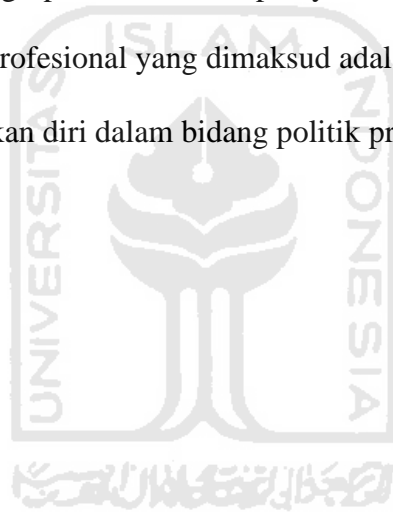 rofesional yang dimaksud adal
kan diri dalam bidang politik pr
UNIVERSITAS
ISLAM
INDONESIA